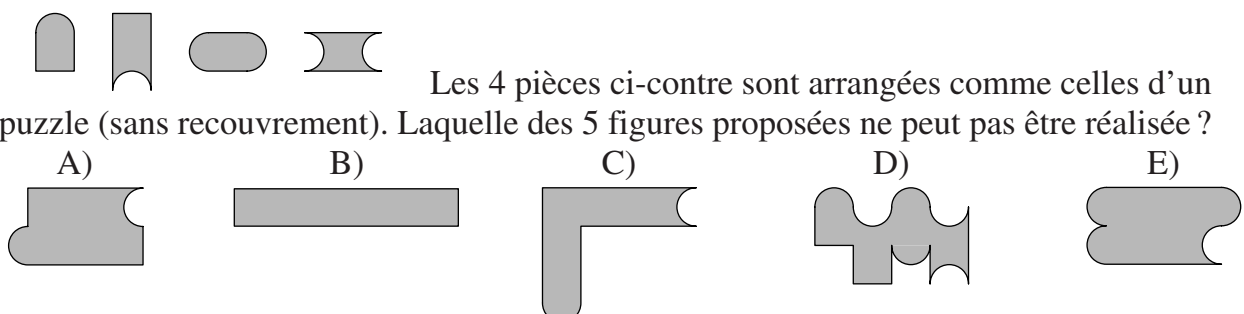 Les 4 pièces ci-contre sont arrangées comme celles d'un
puzzle (sans recouvrement). Laquelle des 5 figures proposées ne peut pas être réalisée ?
A) B) C) D) E)